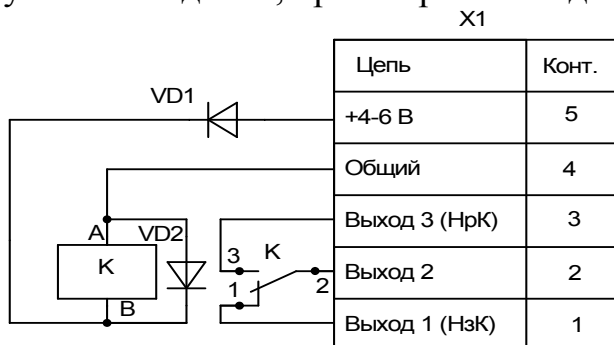 X1
Цепь Конт.
VD1
+4-6 В 5
Общий 4
A VD2 Выход 3 (НрК) 3
К 3 К
1 2 Выход 2 2
В
Выход 1 (НзК) 1